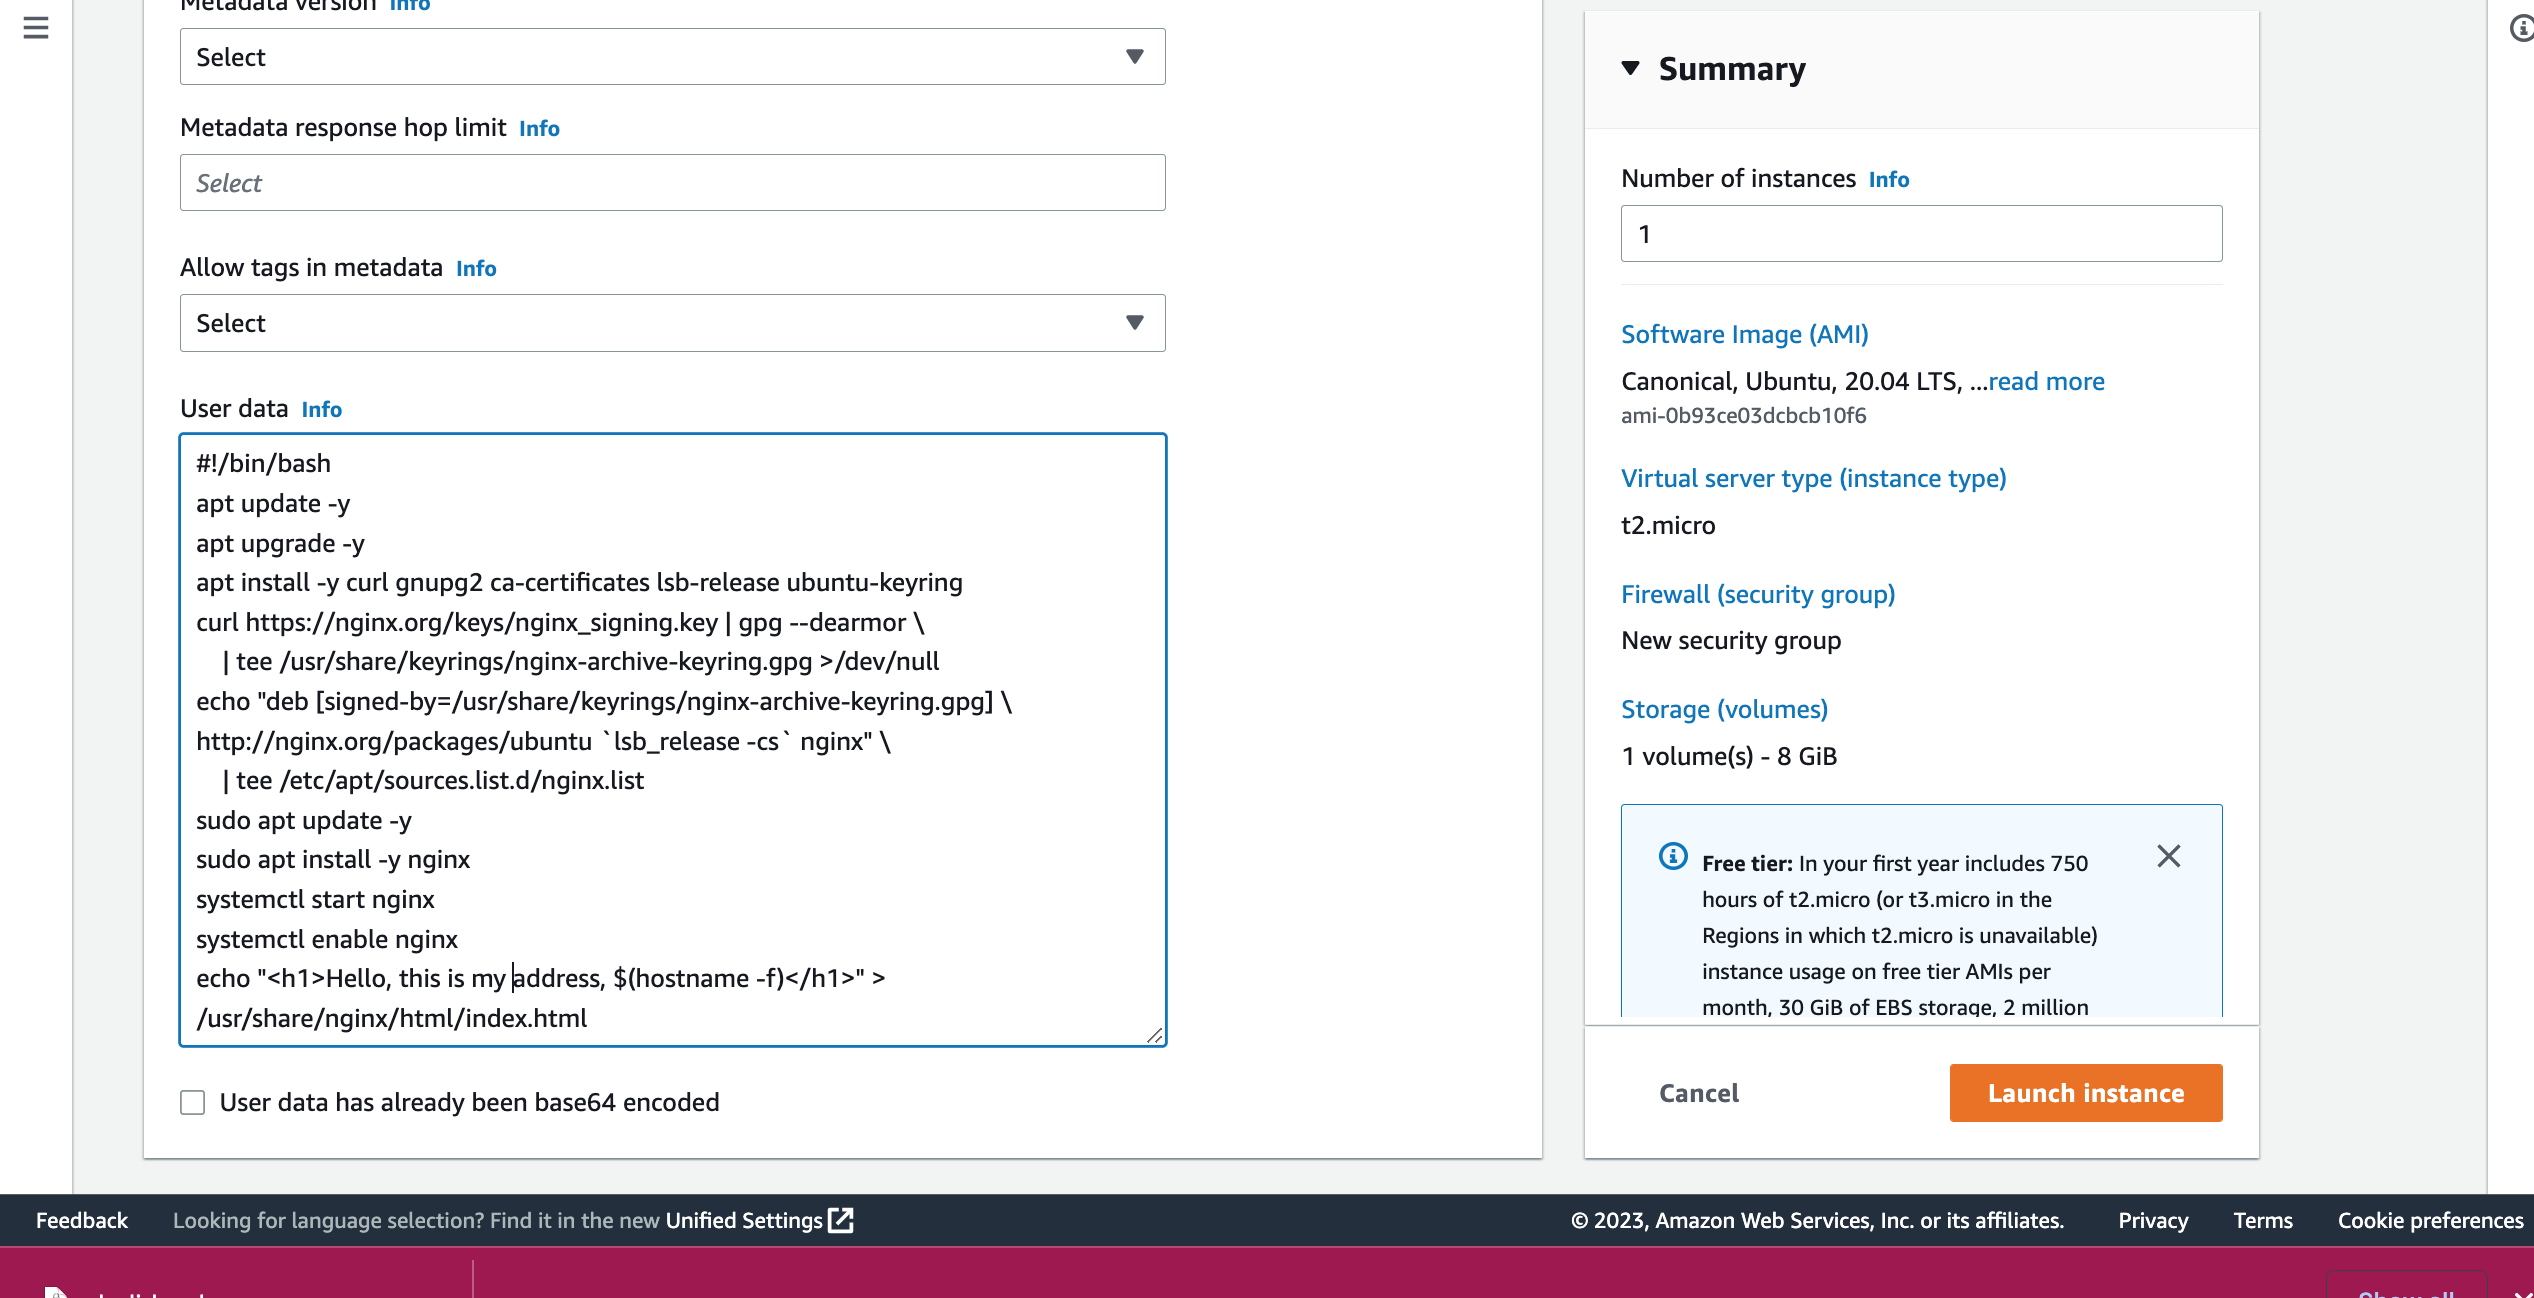 Metadata version Info
Select
Metadata response hop limit Info
Select
Allow tags in metadata Info
Select
User data Info
#!/bin/bash
apt update -y
apt upgrade -y
apt install -y curl gnupg2 ca-certificates lsb-release ubuntu-keyring
curl https://nginx.org/keys/nginx_signing.key | gpg --dearmor \
    | tee /usr/share/keyrings/nginx-archive-keyring.gpg >/dev/null
echo "deb [signed-by=/usr/share/keyrings/nginx-archive-keyring.gpg] \
http://nginx.org/packages/ubuntu `lsb_release -cs` nginx" \
    | tee /etc/apt/sources.list.d/nginx.list
sudo apt update -y
sudo apt install -y nginx
systemctl start nginx
systemctl enable nginx
echo "<h1>Hello, this is my address, $(hostname -f)</h1>" >
/usr/share/nginx/html/index.html
User data has already been base64 encoded
Summary
Number of instances Info
1
Software Image (AMI)
Canonical, Ubuntu, 20.04 LTS, ...read more
ami-0b93ce03dcbcb10f6
Virtual server type (instance type)
t2.micro
Firewall (security group)
New security group
Storage (volumes)
1 volume(s) - 8 GiB
Free tier: In your first year includes 750
hours of t2.micro (or t3.micro in the
Regions in which t2.micro is unavailable)
instance usage on free tier AMIs per
month, 30 GiB of EBS storage, 2 million
Cancel
Launch instance
Feedback
Looking for language selection? Find it in the new Unified Settings
© 2023, Amazon Web Services, Inc. or its affiliates.
Privacy
Terms
Cookie preferences
Show all